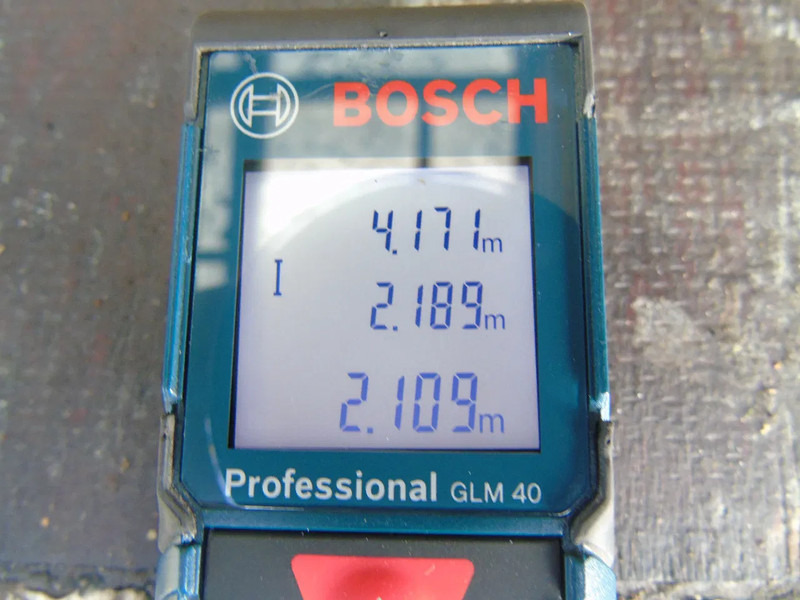 BOSCH
4.171m
2.189m
2.109m
Professional GLM 40